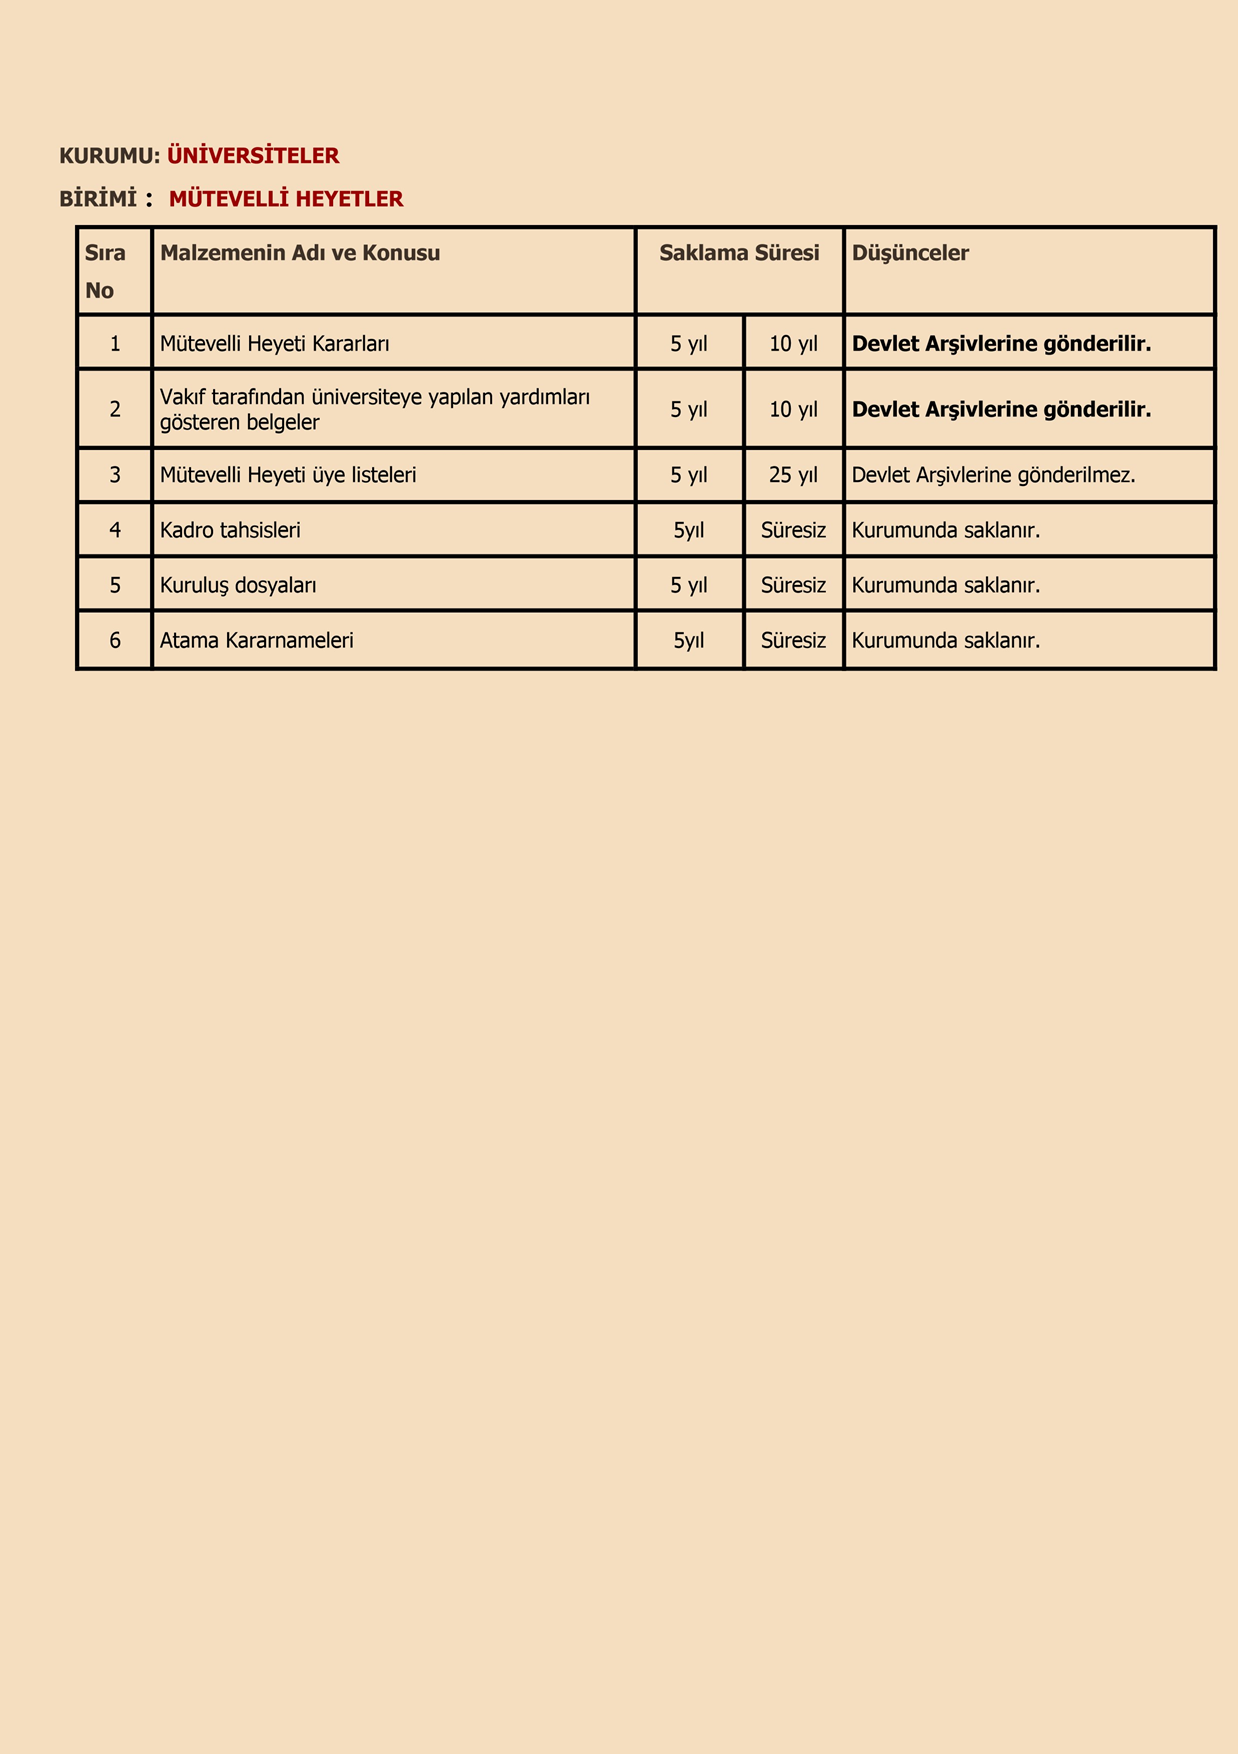 KURUMU: ÜNİVERSİTELER
BİRİMİ : MÜTEVELLİ HEYETLER
Sıra No Malzemenin Adı ve Konusu Saklama Süresi Düşünceler
1 Mütevelli Heyeti Kararları 5 yıl 10 yıl Devlet Arşivlerine gönderilir.
2 Vakıf tarafından üniversiteye yapılan yardımları
gösteren belgeler 5 yıl 10 yıl Devlet Arşivlerine gönderilir.
3 Mütevelli Heyeti üye listeleri 5 yıl 25 yıl Devlet Arşivlerine gönderilmez.
4 Kadro tahsisleri 5yıl Süresiz Kurumunda saklanır.
5 Kuruluş dosyaları 5 yıl Süresiz Kurumunda saklanır.
6 Atama Kararnameleri 5yıl Süresiz Kurumunda saklanır.